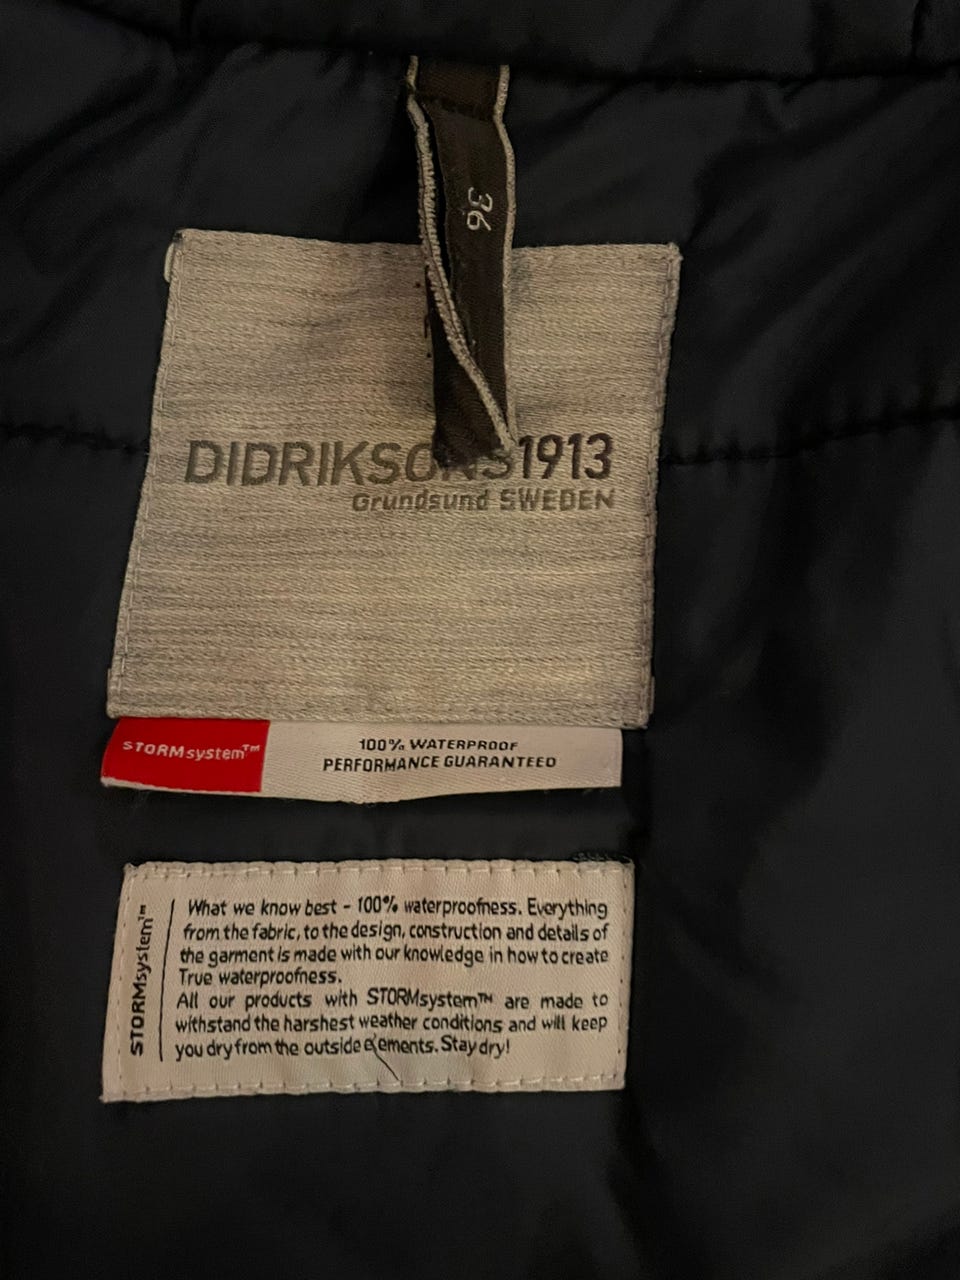 36
DIDRIKSONS1913
Grundsund SWEDEN
STORMsystem™
100% WATERPROOF
PERFORMANCE GUARANTEED
STORMsystem™
What we know best - 100% waterproofness. Everything
from the fabric, to the design, construction and details of
the garment is made with our knowledge in how to create
True waterproofness.
All our products with STORMsystem™ are made to
withstand the harshest weather conditions and will keep
you dry from the outside elements. Stay dry!